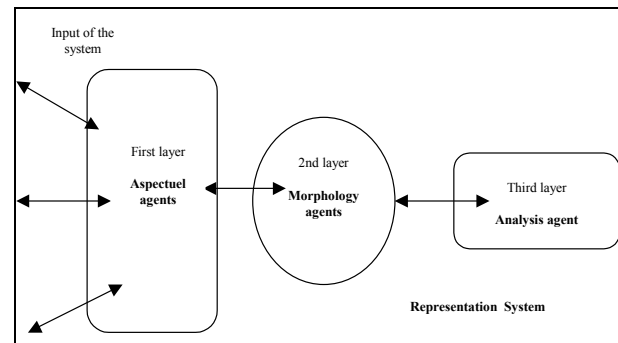 Input of the
system
First layer
Aspectuel
agents
2nd layer
Morphology
agents
Third layer
Analysis agent
Representation System